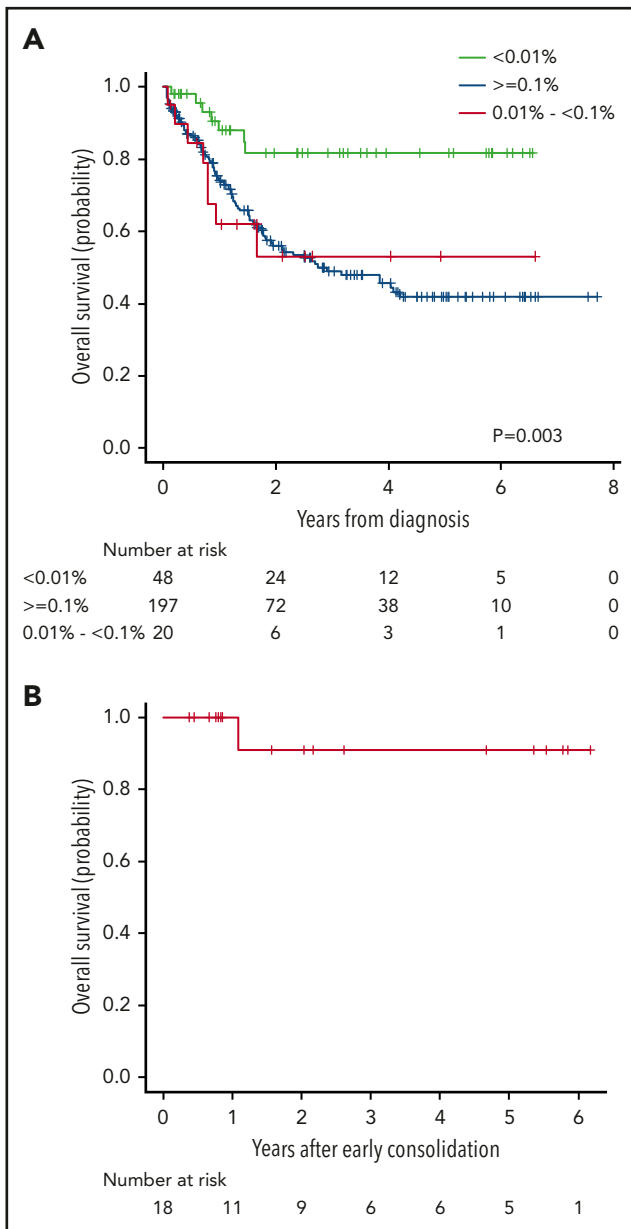 A
<0.01%
>=0.1%
0.01% - <0.1%
1.0
0.8
0.6
0.4
0.2
0.0
Overall survival (probability)
P=0.003
0 2 4 6 8
Years from diagnosis
Number at risk
<0.01% 48 24 12 5 0
>=0.1% 197 72 38 10 0
0.01% - <0.1% 20 6 3 1 0
B
1.0
0.8
0.6
0.4
0.2
0.0
Overall survival (probability)
0 1 2 3 4 5 6
Years after early consolidation
Number at risk
18 11 9 6 6 5 1